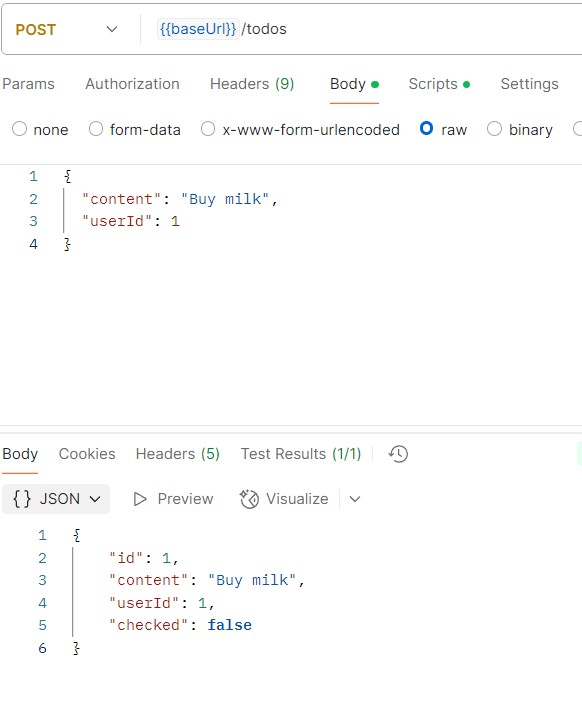 POST {{baseUrl}} /todos
Params Authorization Headers (9) Body Scripts Settings
none form-data x-www-form-urlencoded raw binary
1 {
2 "content": "Buy milk",
3 "userId": 1
4 }
Body Cookies Headers (5) Test Results (1/1)
{} JSON Preview Visualize
1 {
2 "id": 1,
3 "content": "Buy milk",
4 "userId": 1,
5 "checked": false
6 }